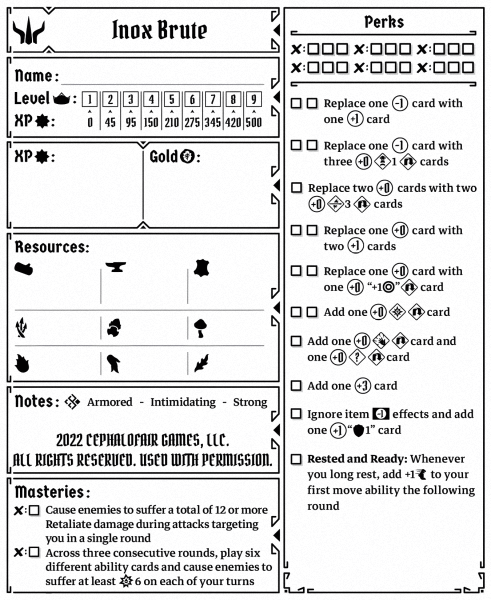 Inox Brute
Name:
Level :
1 2 3 4 5 6 7 8 9
XP :
0 45 95 150 210 275 345 420 500
XP :
Gold :
Resources:
Notes: Armored - Intimidating - Strong
2022 CEPHALOFAIR GAMES, LLC.
ALL RIGHTS RESERVED. USED WITH PERMISSION.
Masteries:
Cause enemies to suffer a total of 12 or more
Retaliate damage during attacks targeting
you in a single round
Across three consecutive rounds, play six
different ability cards and cause enemies to
suffer at least 6 on each of your turns
Perks
Replace one -1 card with
one +1 card
Replace one -1 card with
three +0 1 cards
Replace two +0 cards with two
+0 3 cards
Replace one +0 card with
two +1 cards
Replace one +0 card with
one +0 "+1" card
Add one +0 card
Add one +0 card and
one +0 ? card
Add one +3 card
Ignore item -1 effects and add
one +1 "1" card
Rested and Ready: Whenever
you long rest, add +1 to your
first move ability the following
round